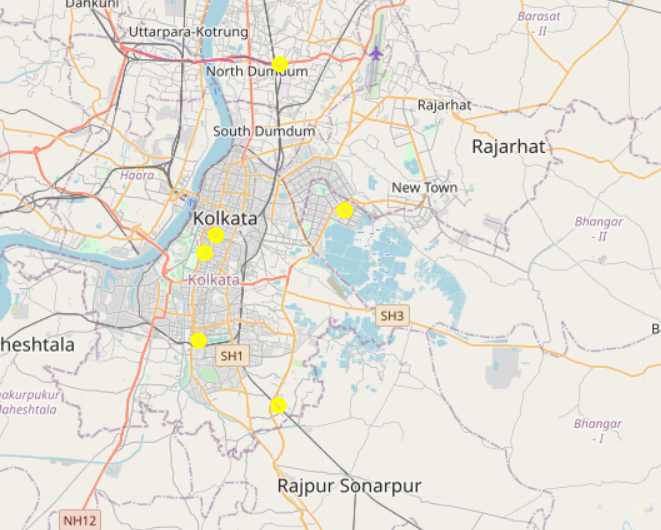 Dankuni
Uttarpara-Kotrung
Barasat
- II
North Dumdum
Rajarhat
South Dumdum
Rajarhat
Haora
New Town
Kolkata
Bhangar
- II
Kolkata
SH3
heshtala
SH1
B
akurpukur
Maheshtala
Bhangar
- I
Rajpur Sonarpur
NH12